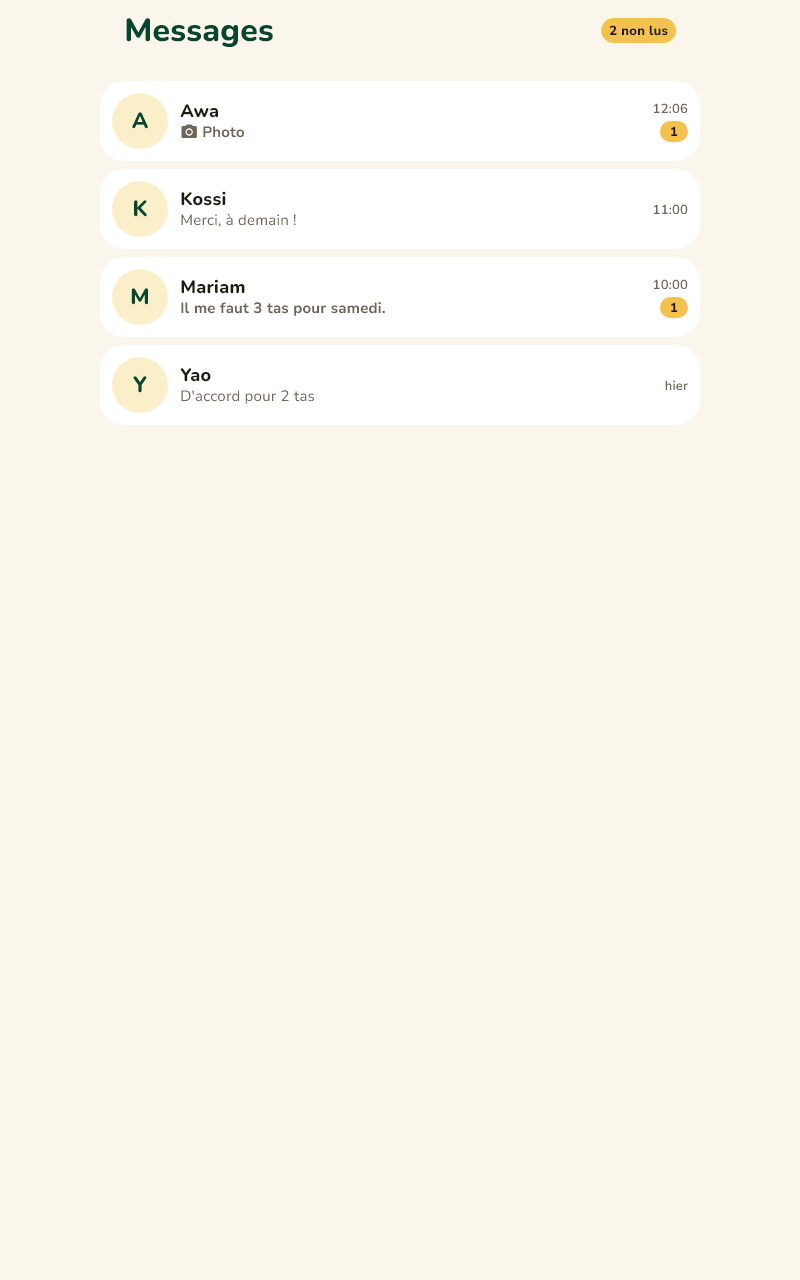 Messages
2 non lus
A
Awa
Photo
12:06
1
K
Kossi
Merci, à demain !
11:00
M
Mariam
Il me faut 3 tas pour samedi.
10:00
1
Y
Yao
D'accord pour 2 tas
hier